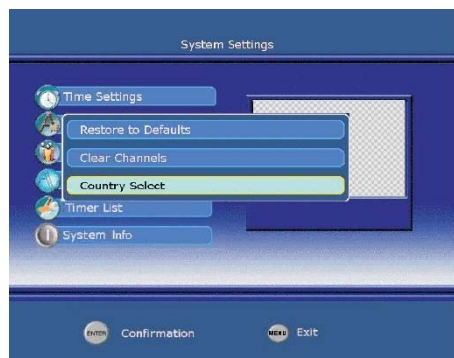 System Settings
Time Settings
Restore to Defaults
Clear Channels
Country Select
Timer List
System Info
ENTER Confirmation MENU Exit